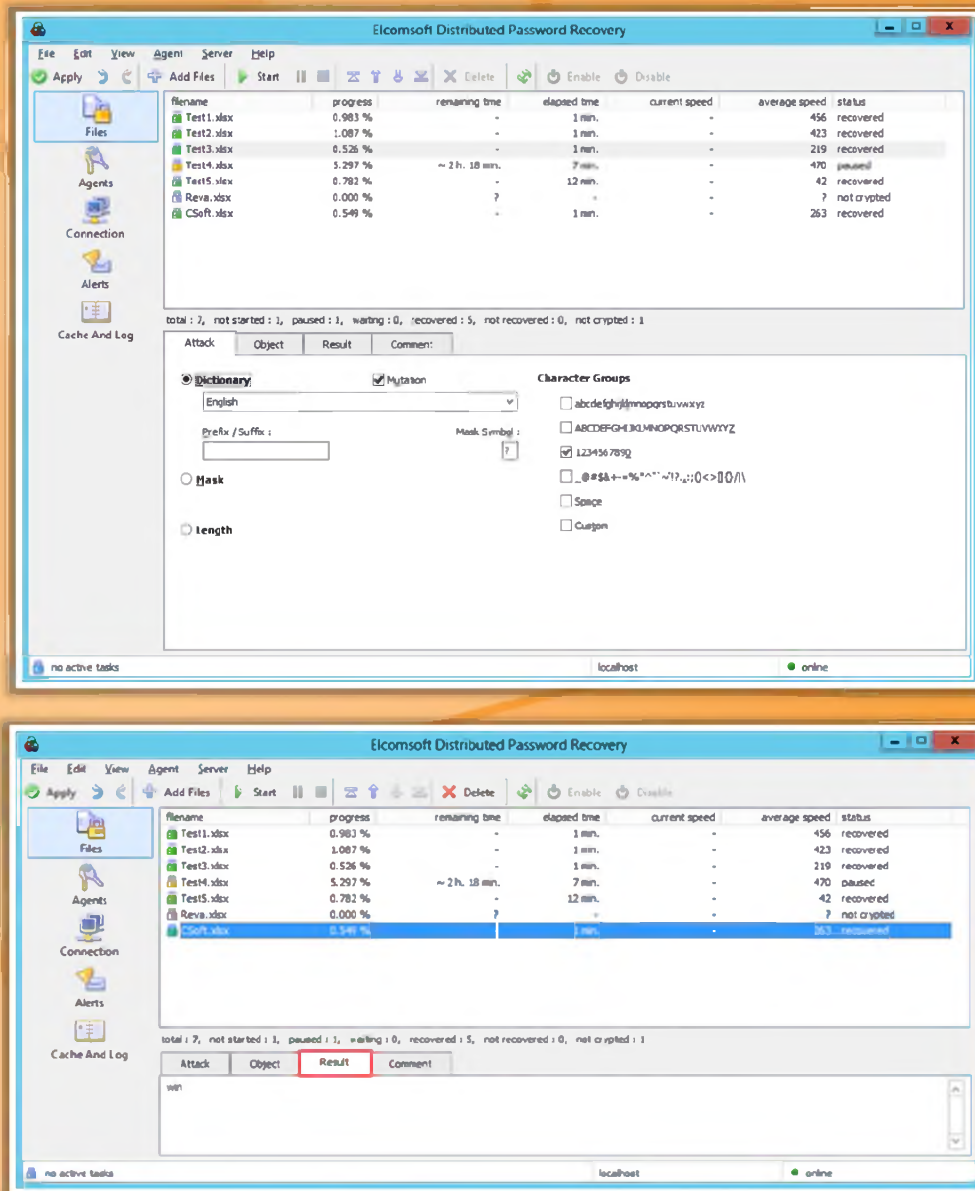 Elcomsoft Distributed Password Recovery
File Edit View Agent Server Help
Apply Add Files Start Delete Enable Disable
Files
Agents
Connection
Alerts
Cache And Log
filename progress remaining time elapsed time current speed average speed status
Test1.xlsx 0.983 % - 1 min. - 456 recovered
Test2.xlsx 1.087 % - 1 min. - 423 recovered
Test3.xlsx 0.526 % - 1 min. - 219 recovered
Test4.xlsx 5.297 % ~ 2 h. 18 min. 7 min. - 470 paused
Test5.xlsx 0.782 % - 12 min. - 42 recovered
Reva.xlsx 0.000 % ? - - ? not crypted
CSoft.xlsx 0.549 % - 1 min. - 263 recovered
total : 7, not started : 1, paused : 1, waiting : 0, recovered : 5, not recovered : 0, not crypted : 1
Attack Object Result Comment
Dictionary Mutation
English
Prefix / Suffix : Mask Symbol :
?
Mask
Length
Character Groups
abcdefghijklmnopqrstuvwxyz
ABCDEFGHIJKLMNOPQRSTUVWXYZ
1234567890
Space
Custom
no active tasks localhost online
Elcomsoft Distributed Password Recovery
File Edit View Agent Server Help
Apply Add Files Start Delete Enable Disable
Files
Agents
Connection
Alerts
Cache And Log
filename progress remaining time elapsed time current speed average speed status
Test1.xlsx 0.983 % - 1 min. - 456 recovered
Test2.xlsx 1.087 % - 1 min. - 423 recovered
Test3.xlsx 0.526 % - 1 min. - 219 recovered
Test4.xlsx 5.297 % ~ 2 h. 18 min. 7 min. - 470 paused
Test5.xlsx 0.782 % - 12 min. - 42 recovered
Reva.xlsx 0.000 % ? - - ? not crypted
CSoft.xlsx 0.549 % - 1 min. - 263 recovered
total : 7, not started : 1, paused : 1, waiting : 0, recovered : 5, not recovered : 0, not crypted : 1
Attack Object Result Comment
win
no active tasks localhost online